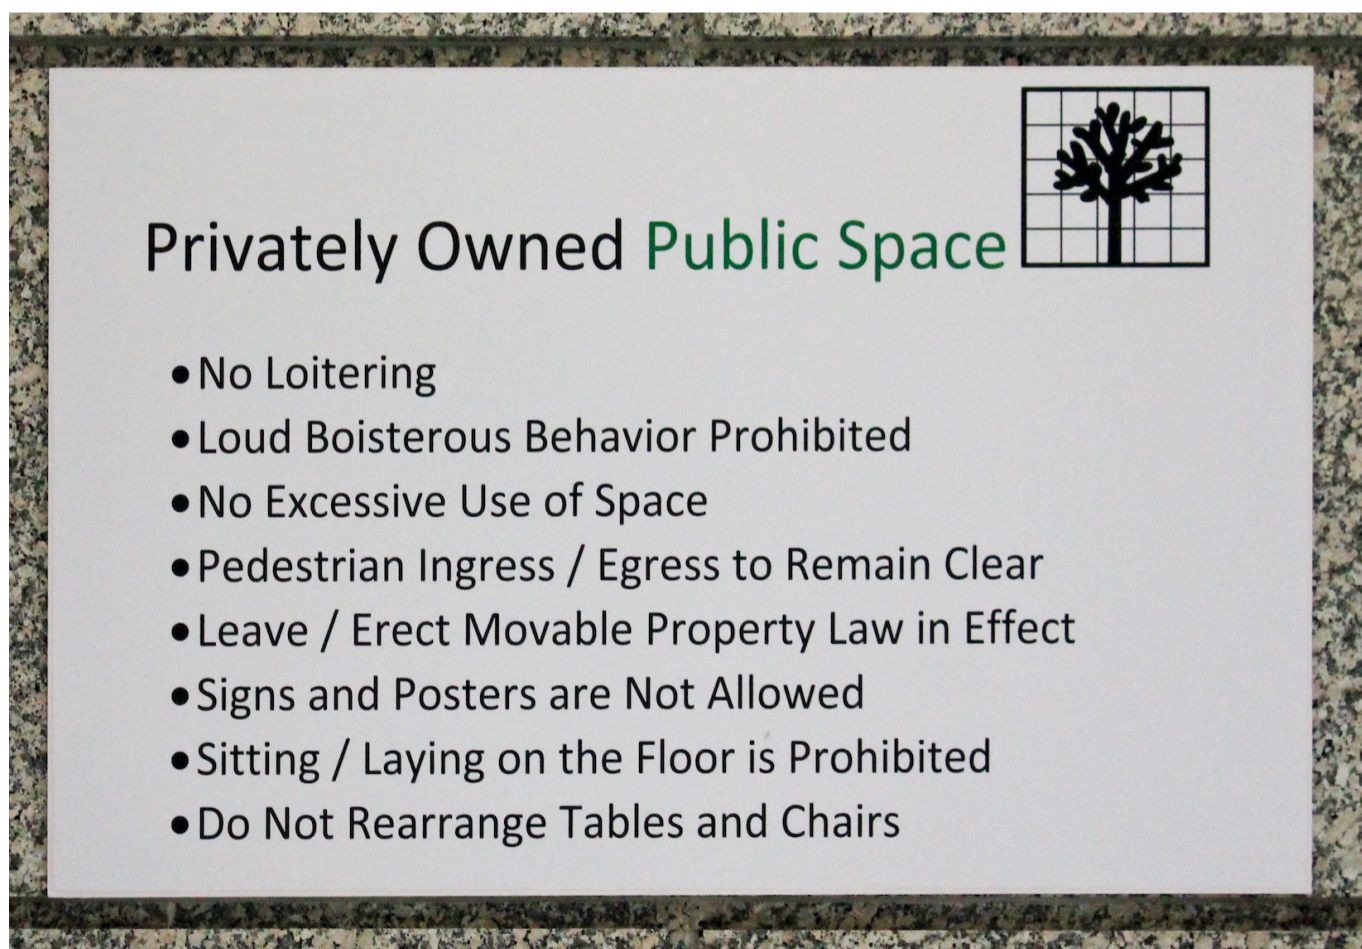 Privately Owned Public Space
• No Loitering
• Loud Boisterous Behavior Prohibited
• No Excessive Use of Space
• Pedestrian Ingress / Egress to Remain Clear
• Leave / Erect Movable Property Law in Effect
• Signs and Posters are Not Allowed
• Sitting / Laying on the Floor is Prohibited
• Do Not Rearrange Tables and Chairs